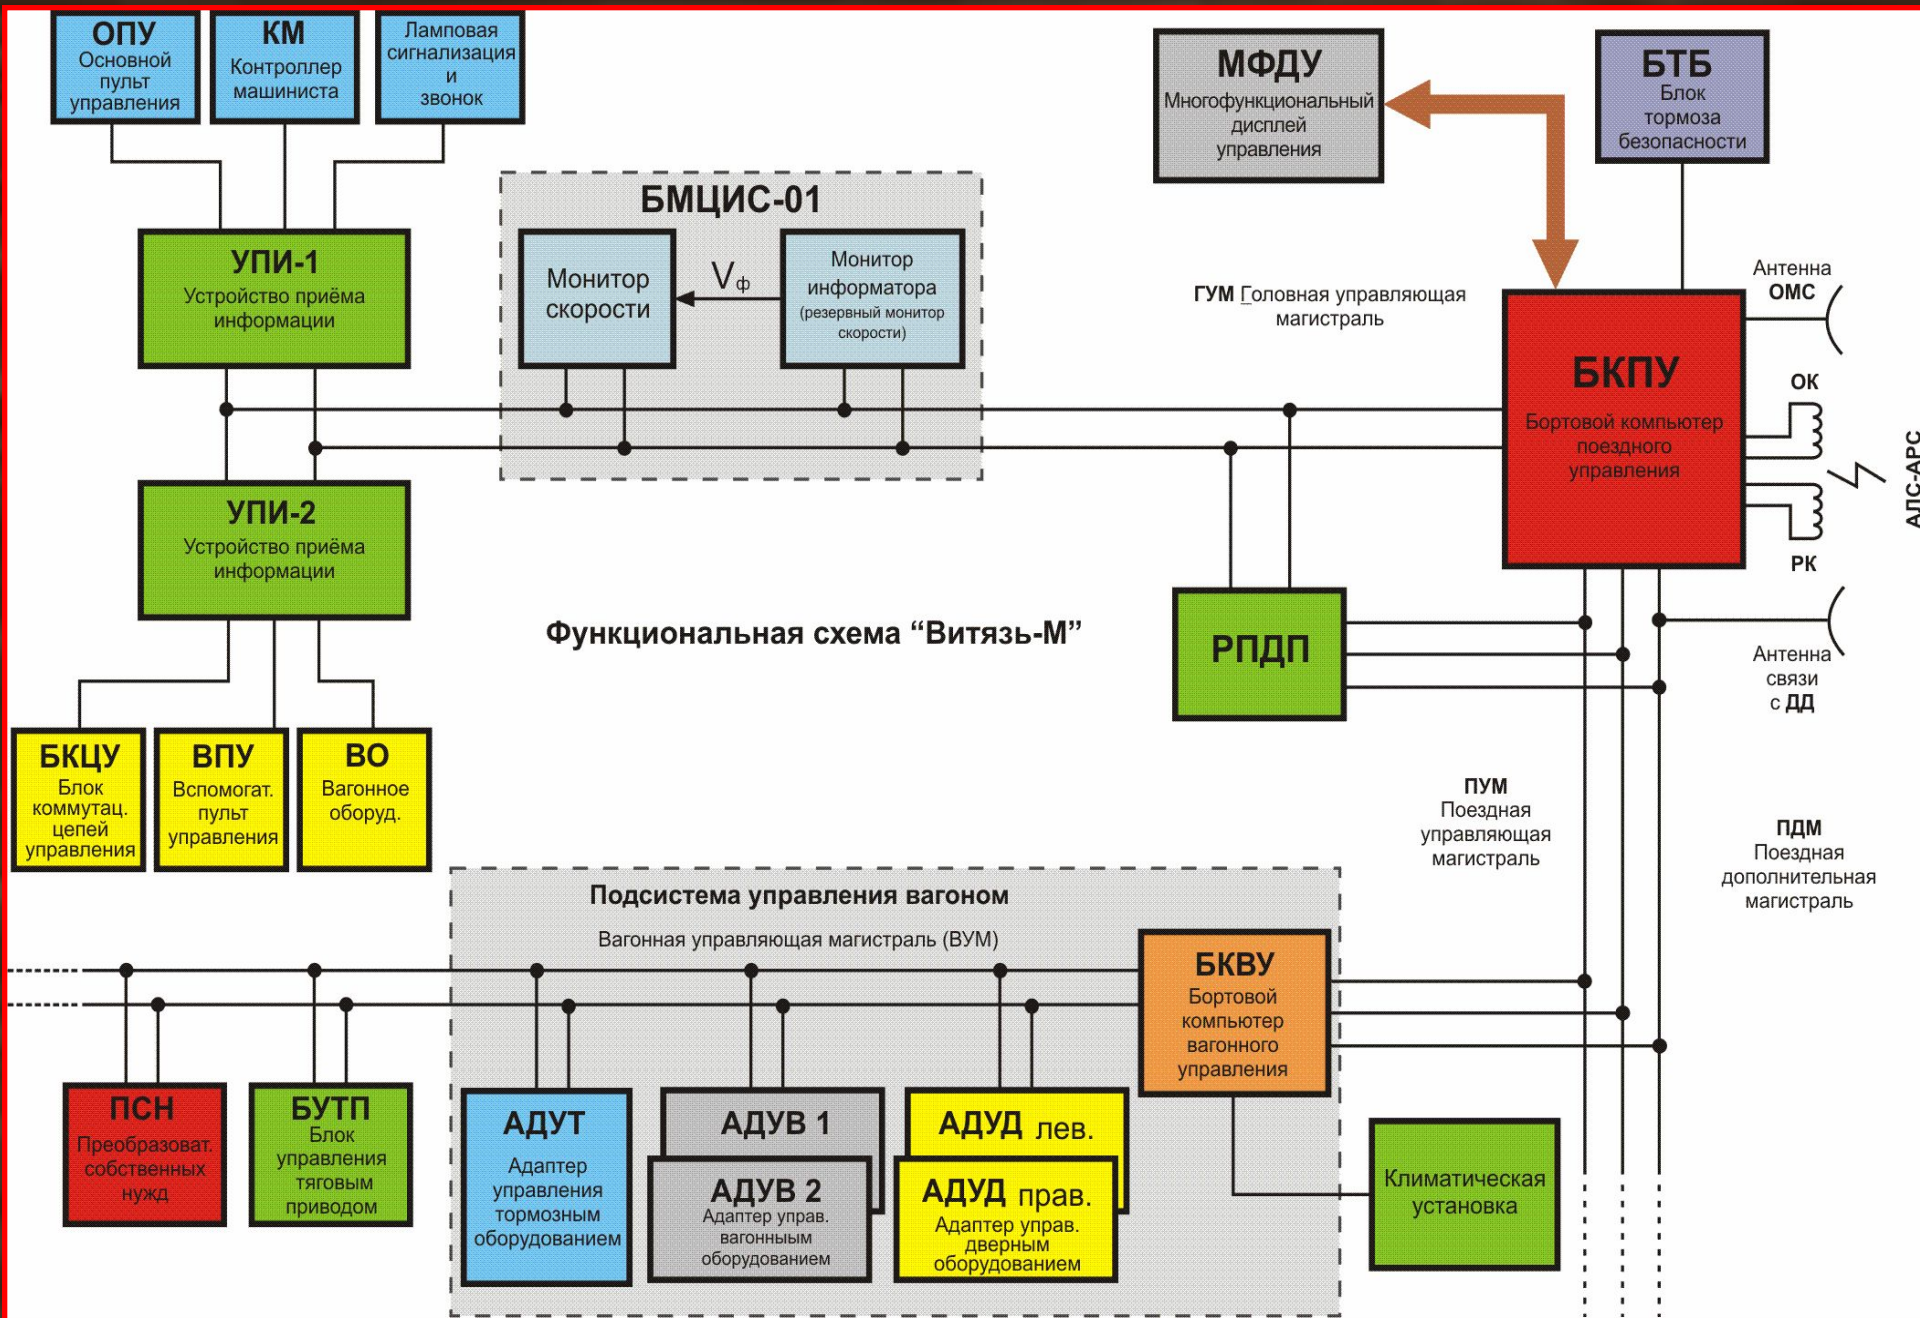 ОПУ
Основной
пульт
управления
КМ
Контроллер
машиниста
Ламповая
сигнализация
и
звонок
МФДУ
Многофункциональный
дисплей
управления
БТБ
Блок
тормоза
безопасности
УПИ-1
Устройство приёма
информации
БМЦИС-01
Монитор
скорости
Vф
Монитор
информатора
(резервный монитор
скорости)
ГУМ Головная управляющая
магистраль
Антенна
ОМС
БКПУ
Бортовой компьютер
поездного
управления
ОК
РК
АЛС-АРС
УПИ-2
Устройство приёма
информации
Функциональная схема “Витязь-М”
РПДП
Антенна
связи
с ДД
БКЦУ
Блок
коммутац.
цепей
управления
ВПУ
Вспомогат.
пульт
управления
ВО
Вагонное
оборуд.
ПУМ
Поездная
управляющая
магистраль
ПДМ
Поездная
дополнительная
магистраль
Подсистема управления вагоном
Вагонная управляющая магистраль (ВУМ)
БКВУ
Бортовой
компьютер
вагонного
управления
ПСН
Преобразоват.
собственных
нужд
БУТП
Блок
управления
тяговым
приводом
АДУТ
Адаптер
управления
тормозным
оборудованием
АДУВ 1
АДУВ 2
Адаптер управ.
вагонныым
оборудованием
АДУД лев.
АДУД прав.
Адаптер управ.
дверным
оборудованием
Климатическая
установка